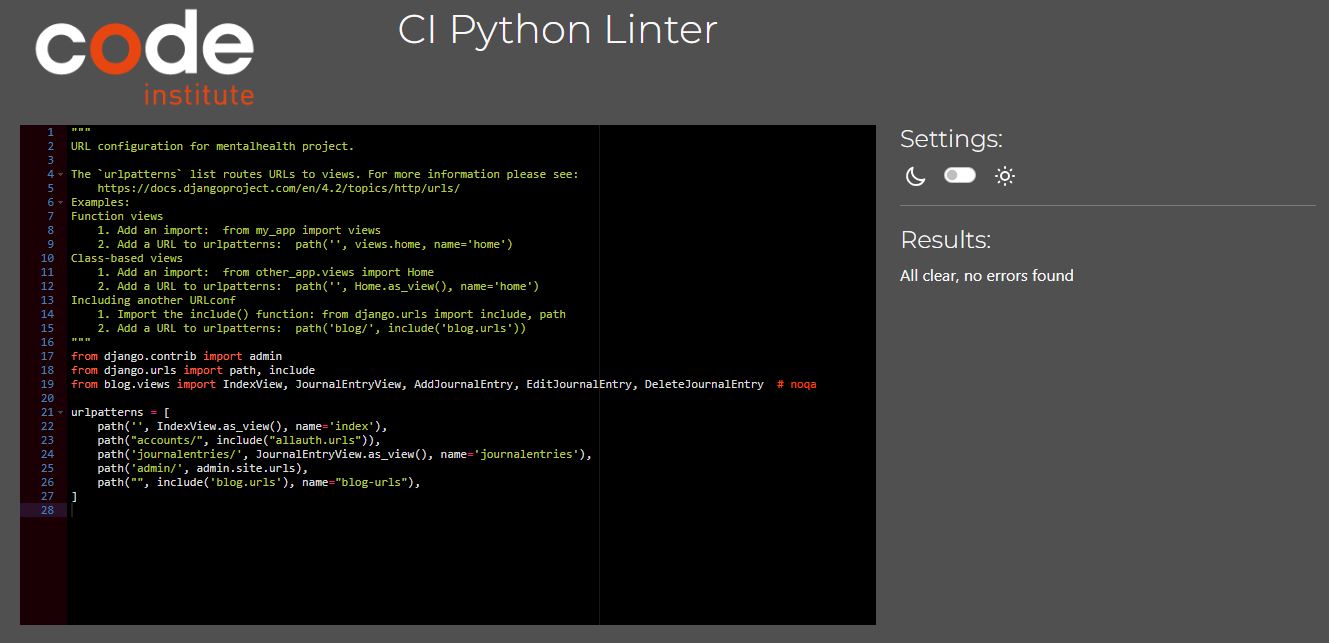 code
institute
CI Python Linter
1 """
2 URL configuration for mentalhealth project.
3
4 The `urlpatterns` list routes URLs to views. For more information please see:
5     https://docs.djangoproject.com/en/4.2/topics/http/urls/
6 Examples:
7 Function views
8     1. Add an import:  from my_app import views
9     2. Add a URL to urlpatterns:  path('', views.home, name='home')
10 Class-based views
11     1. Add an import:  from other_app.views import Home
12     2. Add a URL to urlpatterns:  path('', Home.as_view(), name='home')
13 Including another URLconf
14     1. Import the include() function: from django.urls import include, path
15     2. Add a URL to urlpatterns:  path('blog/', include('blog.urls'))
16 """
17 from django.contrib import admin
18 from django.urls import path, include
19 from blog.views import IndexView, JournalEntryView, AddJournalEntry, EditJournalEntry, DeleteJournalEntry  # noqa
20
21 urlpatterns = [
22     path('', IndexView.as_view(), name='index'),
23     path("accounts/", include("allauth.urls")),
24     path('journalentries/', JournalEntryView.as_view(), name='journalentries'),
25     path('admin/', admin.site.urls),
26     path("", include('blog.urls'), name="blog-urls"),
27 ]
28
Settings:
Results:
All clear, no errors found